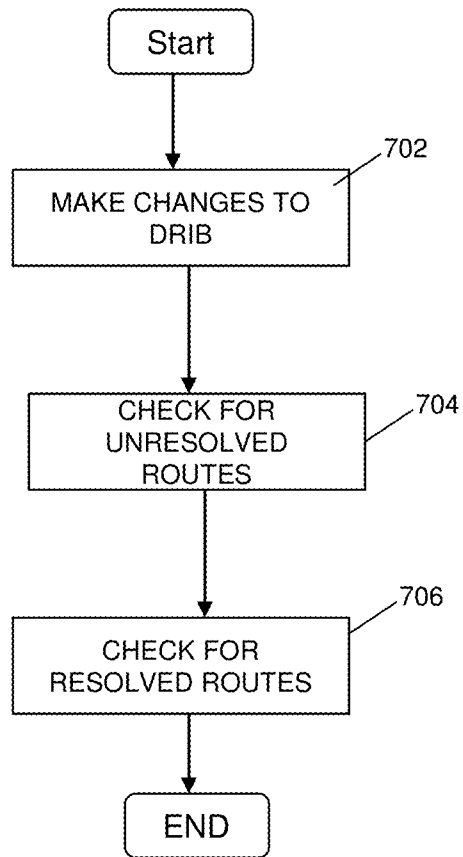 Start
702
MAKE CHANGES TO
DRIB
704
CHECK FOR
UNRESOLVED
ROUTES
706
CHECK FOR
RESOLVED ROUTES
END